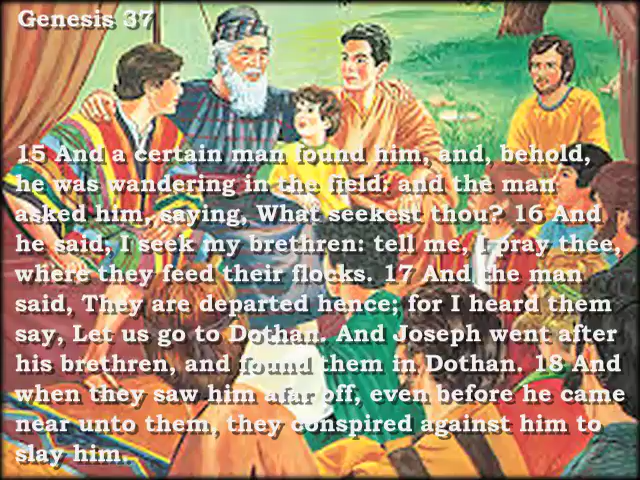 Genesis 37
15 And a certain man found him, and, behold,
he was wandering in the field: and the man
asked him, saying, What seekest thou? 16 And
he said, I seek my brethren: tell me, I pray thee,
where they feed their flocks. 17 And the man
said, They are departed hence; for I heard them
say, Let us go to Dothan. And Joseph went after
his brethren, and found them in Dothan. 18 And
when they saw him afar off, even before he came
near unto them, they conspired against him to
slay him.